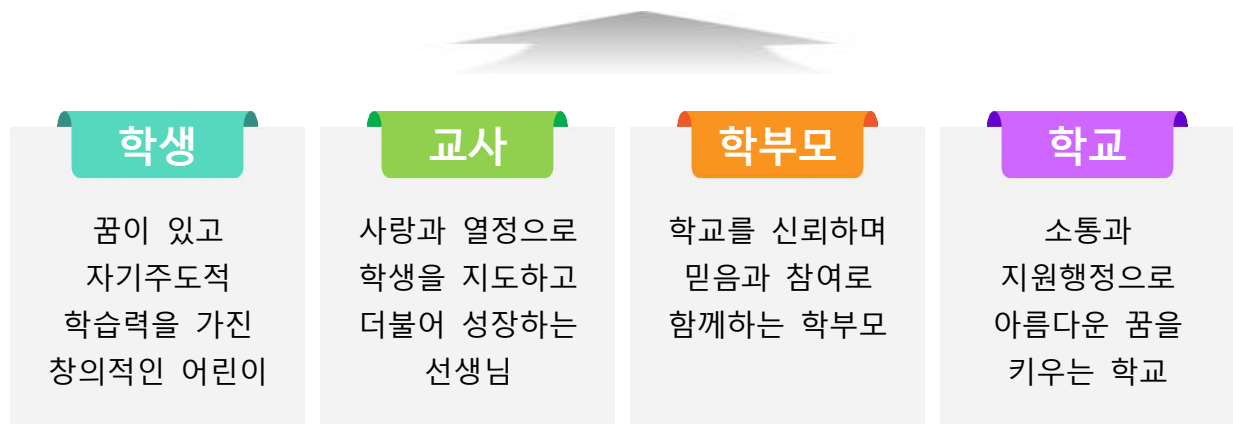 학생
꿈이 있고
자기주도적
학습력을 가진
창의적인 어린이
교사
사랑과 열정으로
학생을 지도하고
더불어 성장하는
선생님
학부모
학교를 신뢰하며
믿음과 참여로
함께하는 학부모
학교
소통과
지원행정으로
아름다운 꿈을
키우는 학교